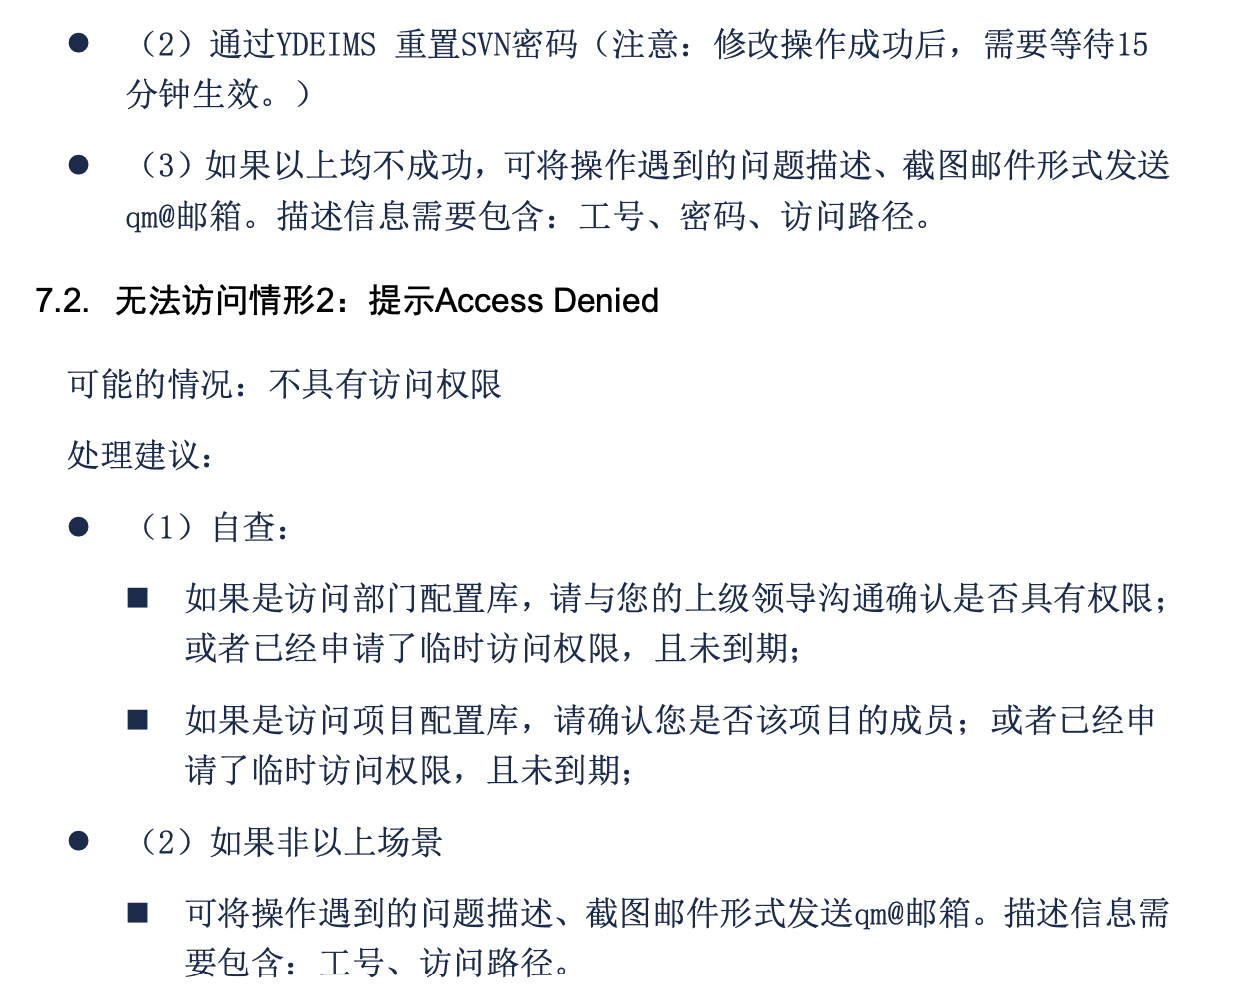 ● （2）通过YDEIMS 重置SVN密码（注意：修改操作成功后，需要等待15
分钟生效。）
● （3）如果以上均不成功，可将操作遇到的问题描述、截图邮件形式发送
qm@邮箱。描述信息需要包含：工号、密码、访问路径。
7.2. 无法访问情形2：提示Access Denied
可能的情况：不具有访问权限
处理建议：
● （1）自查：
■ 如果是访问部门配置库，请与您的上级领导沟通确认是否具有权限；
或者已经申请了临时访问权限，且未到期；
■ 如果是访问项目配置库，请确认您是否该项目的成员；或者已经申
请了临时访问权限，且未到期；
● （2）如果非以上场景
■ 可将操作遇到的问题描述、截图邮件形式发送qm@邮箱。描述信息需
要包含：工号、访问路径。